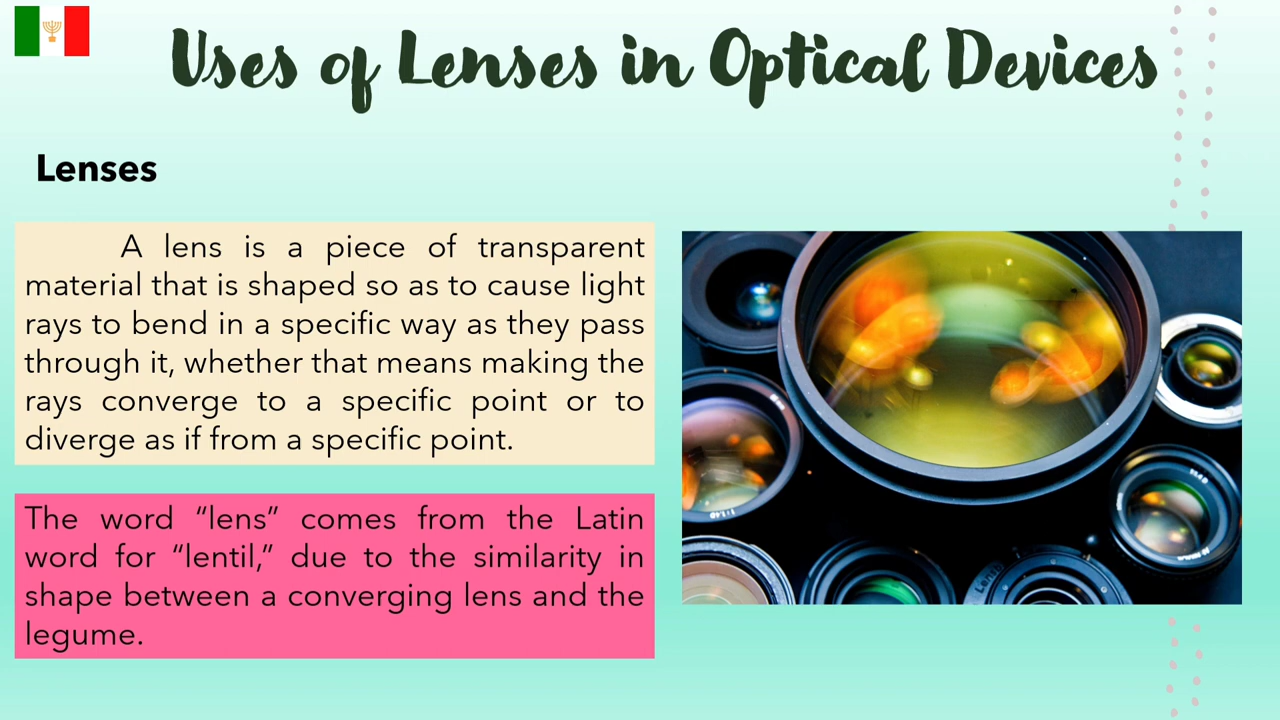 Uses of Lenses in Optical Devices
Lenses
A lens is a piece of transparent
material that is shaped so as to cause light
rays to bend in a specific way as they pass
through it, whether that means making the
rays converge to a specific point or to
diverge as if from a specific point.
The word “lens” comes from the Latin
word for “lentil,” due to the similarity in
shape between a converging lens and the
legume.